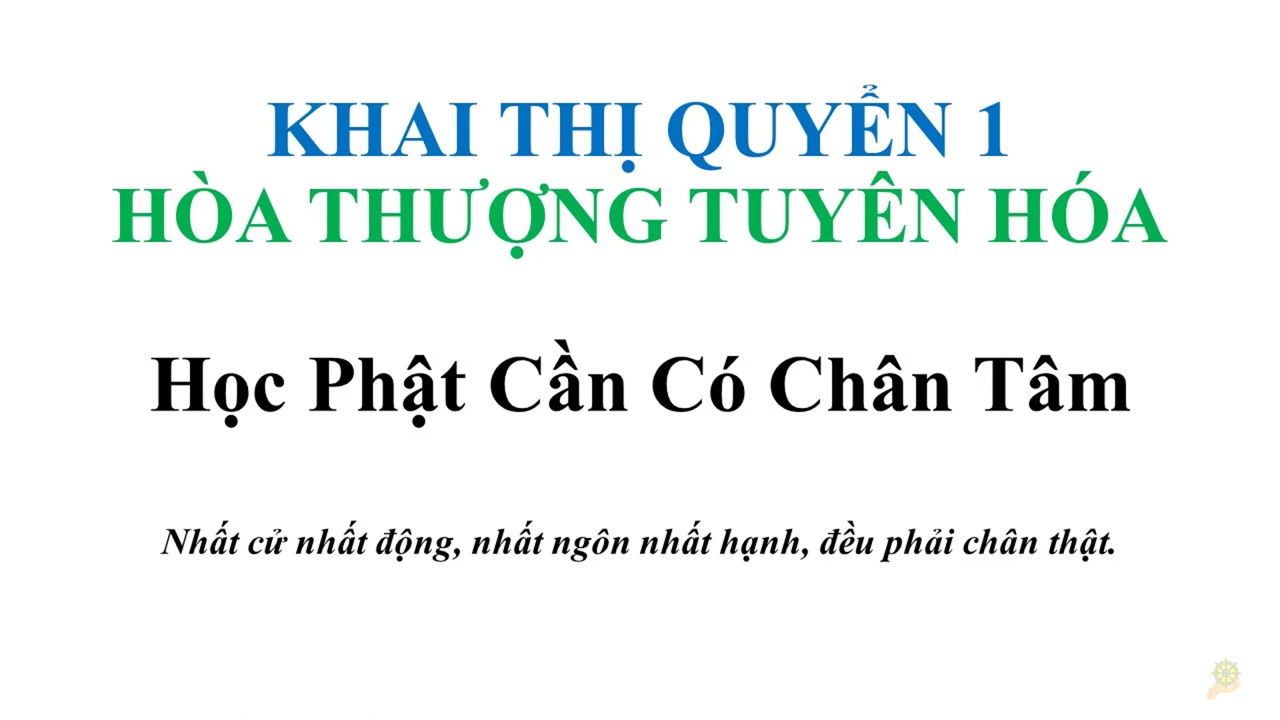 KHAI THỊ QUYỂN 1
HÒA THƯỢNG TUYÊN HÓA
Học Phật Cần Có Chân Tâm
Nhất cử nhất động, nhất ngôn nhất hạnh, đều phải chân thật.